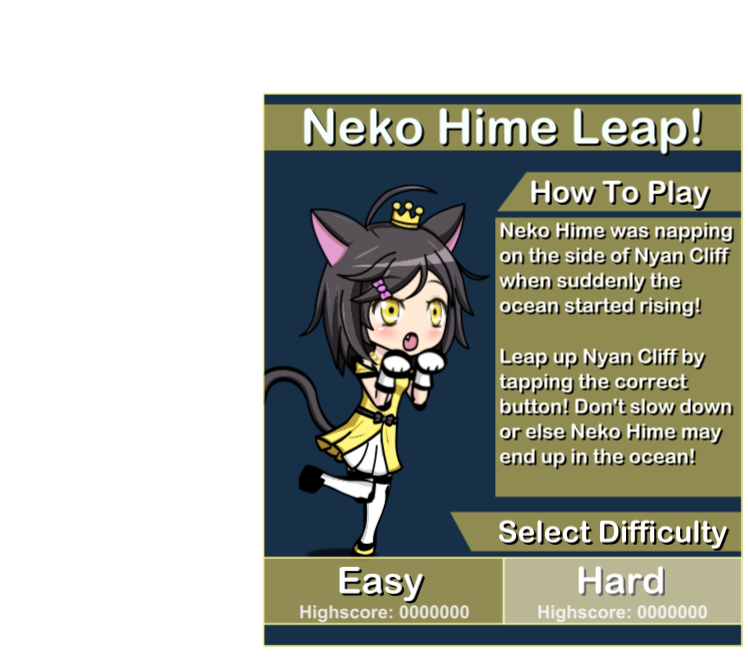 Neko Hime Leap!
How To Play
Neko Hime was napping
on the side of Nyan Cliff
when suddenly the
ocean started rising!
Leap up Nyan Cliff by
tapping the correct
button! Don't slow down
or else Neko Hime may
end up in the ocean!
Select Difficulty
Easy
Highscore: 0000000
Hard
Highscore: 0000000